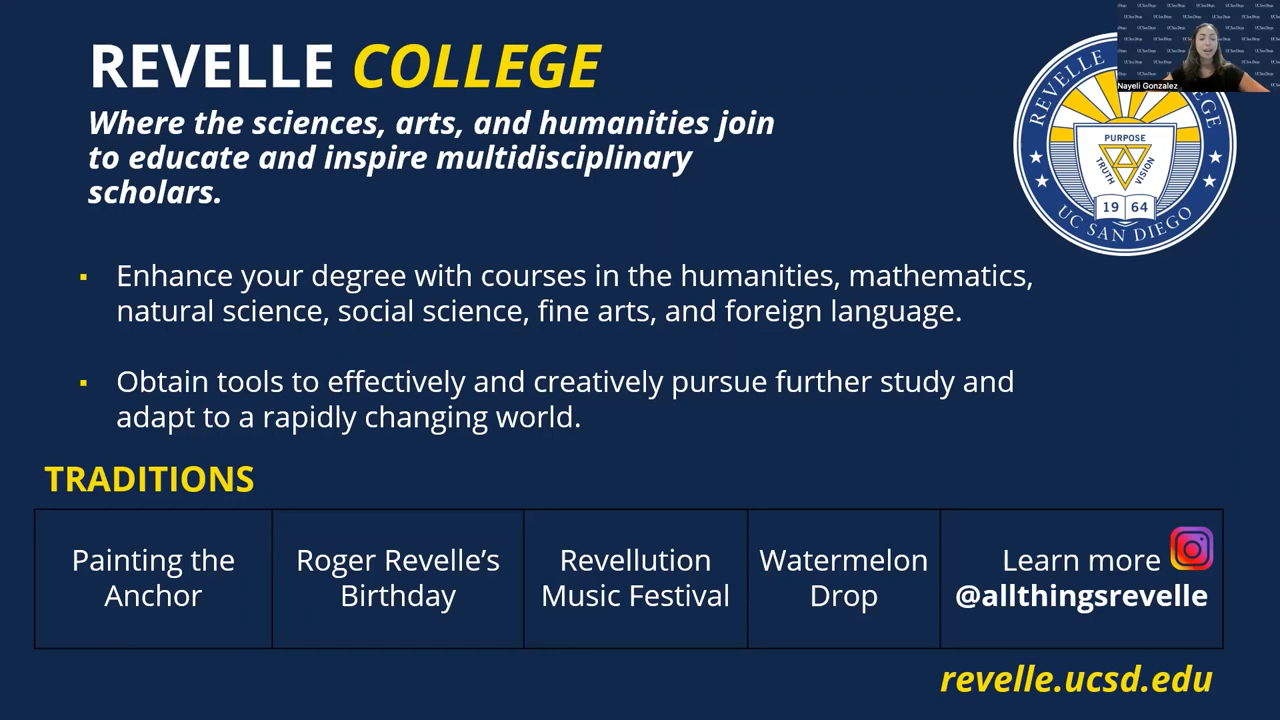 REVELLE COLLEGE
Where the sciences, arts, and humanities join
to educate and inspire multidisciplinary
scholars.
Nayeli Gonzalez
REVELLE COLLEGE
PURPOSE
TRUTH
VISION
19 64
UC SAN DIEGO
▪ Enhance your degree with courses in the humanities, mathematics,
natural science, social science, fine arts, and foreign language.
▪ Obtain tools to effectively and creatively pursue further study and
adapt to a rapidly changing world.
TRADITIONS
Painting the
Anchor
Roger Revelle’s
Birthday
Revellution
Music Festival
Watermelon
Drop
Learn more
@allthingsrevelle
revelle.ucsd.edu